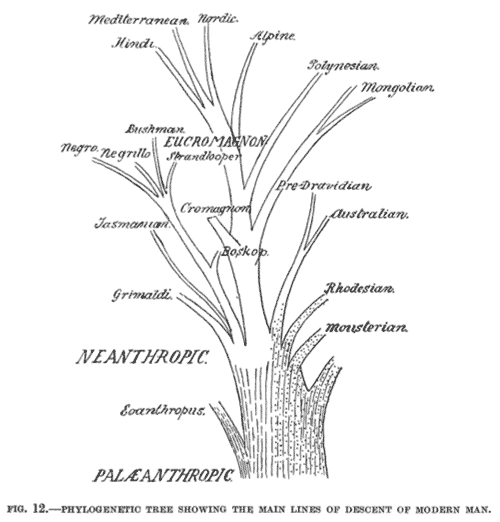 Mediterranean.
Nordic.
Hindi.
Alpine.
Polynesian.
Mongolian.
Bushman.
EUCROMAGNON.
Negro.
Negrillo
Strandlooper
Pre-Dravidian
Cromagnon.
Australian.
Tasmanian.
Boskop.
Rhodesian.
Grimaldi.
Mousterian.
NEANTHROPIC.
Eoanthropus.
PALÆANTHROPIC.
FIG. 12.—PHYLOGENETIC TREE SHOWING THE MAIN LINES OF DESCENT OF MODERN MAN.